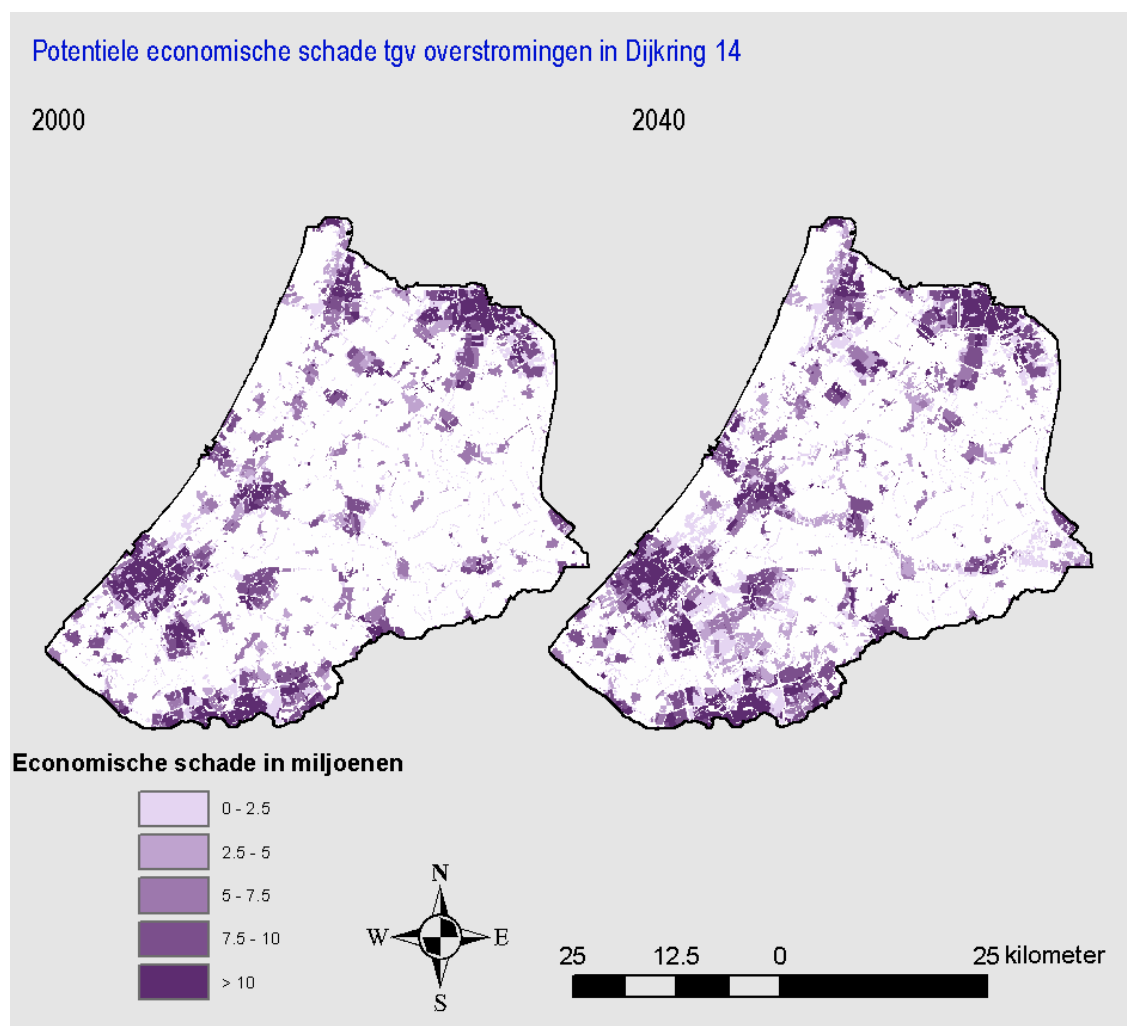 Potentiele economische schade tgv overstromingen in Dijkring 14
2000 2040
Economische schade in miljoenen
0 - 2.5
2.5 - 5
5 - 7.5
7.5 - 10
> 10
N
W E
S
25 12.5 0 25 kilometer